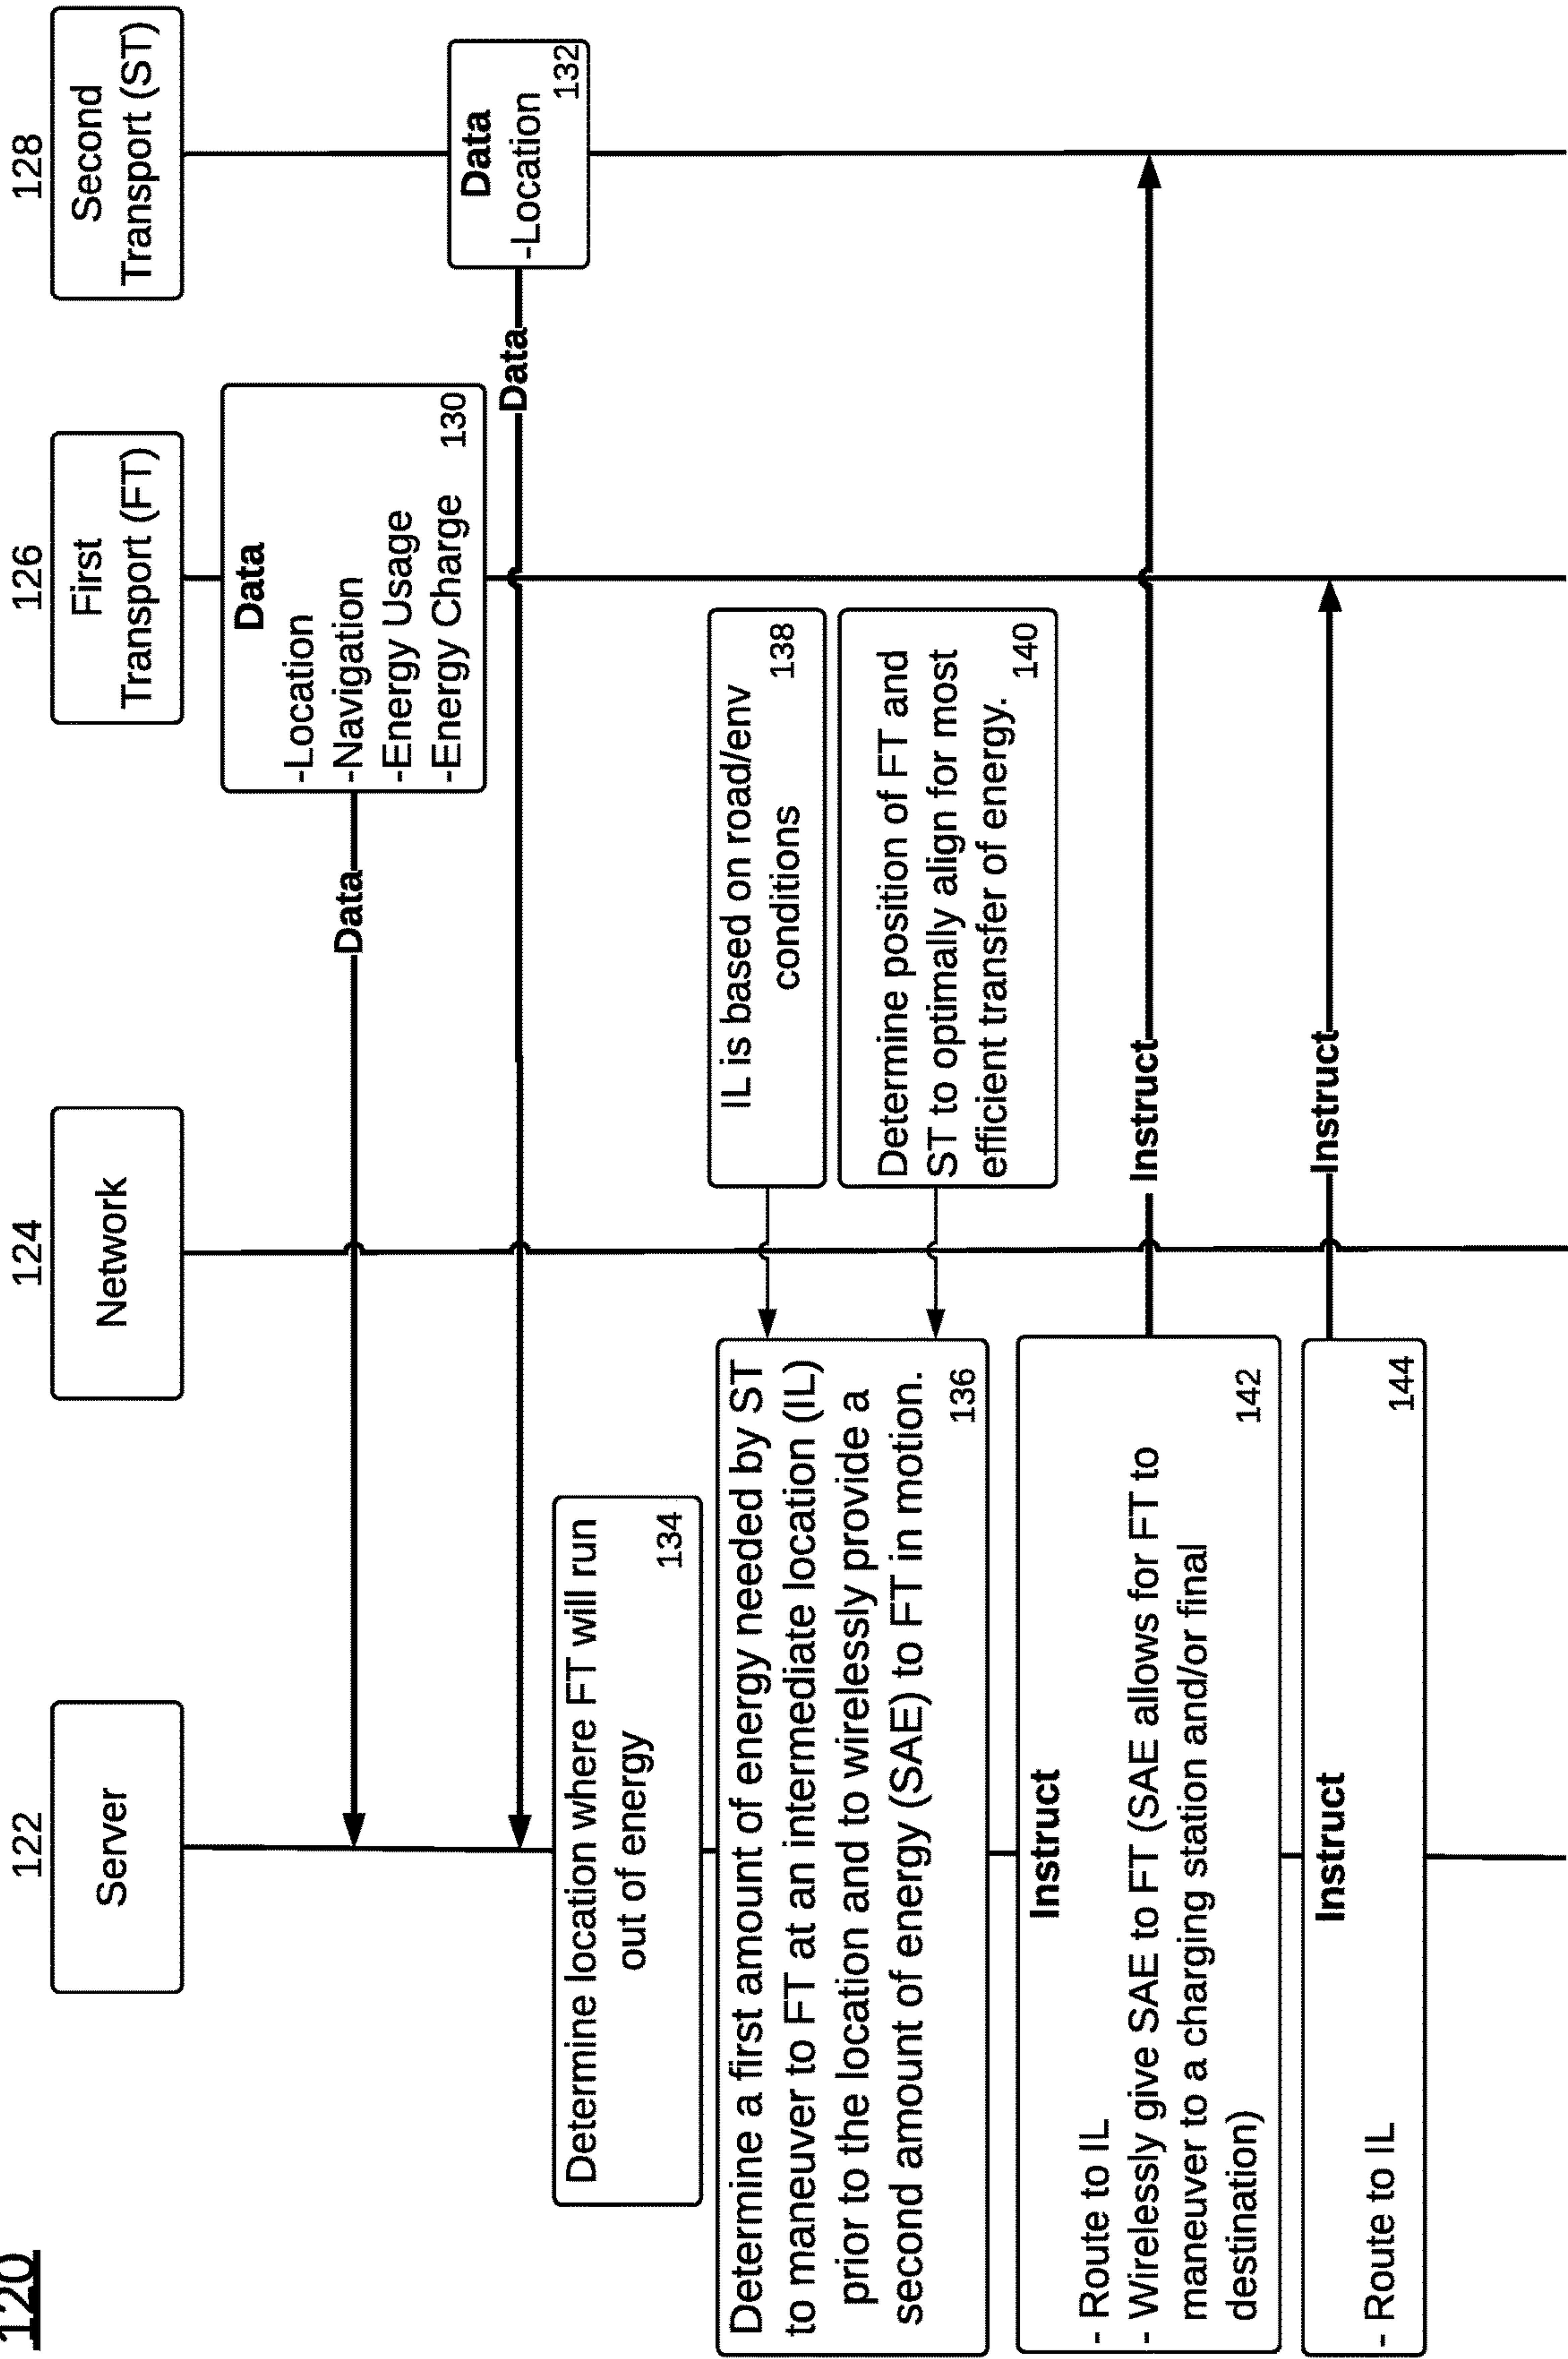 120
122
124
126
128
Server
Network
First
Transport (FT)
Second
Transport (ST)
Data
-Location
-Navigation
-Energy Usage
-Energy Charge
130
Data
Data
-Location
132
Data
Determine location where FT will run
out of energy
134
Determine a first amount of energy needed by ST
to maneuver to FT at an intermediate location (IL)
prior to the location and to wirelessly provide a
second amount of energy (SAE) to FT in motion.
136
IL is based on road/env
conditions
138
Determine position of FT and
ST to optimally align for most
efficient transfer of energy.
140
Instruct
- Route to IL
- Wirelessly give SAE to FT (SAE allows for FT to
maneuver to a charging station and/or final
destination)
142
Instruct
Instruct
- Route to IL
144
Instruct